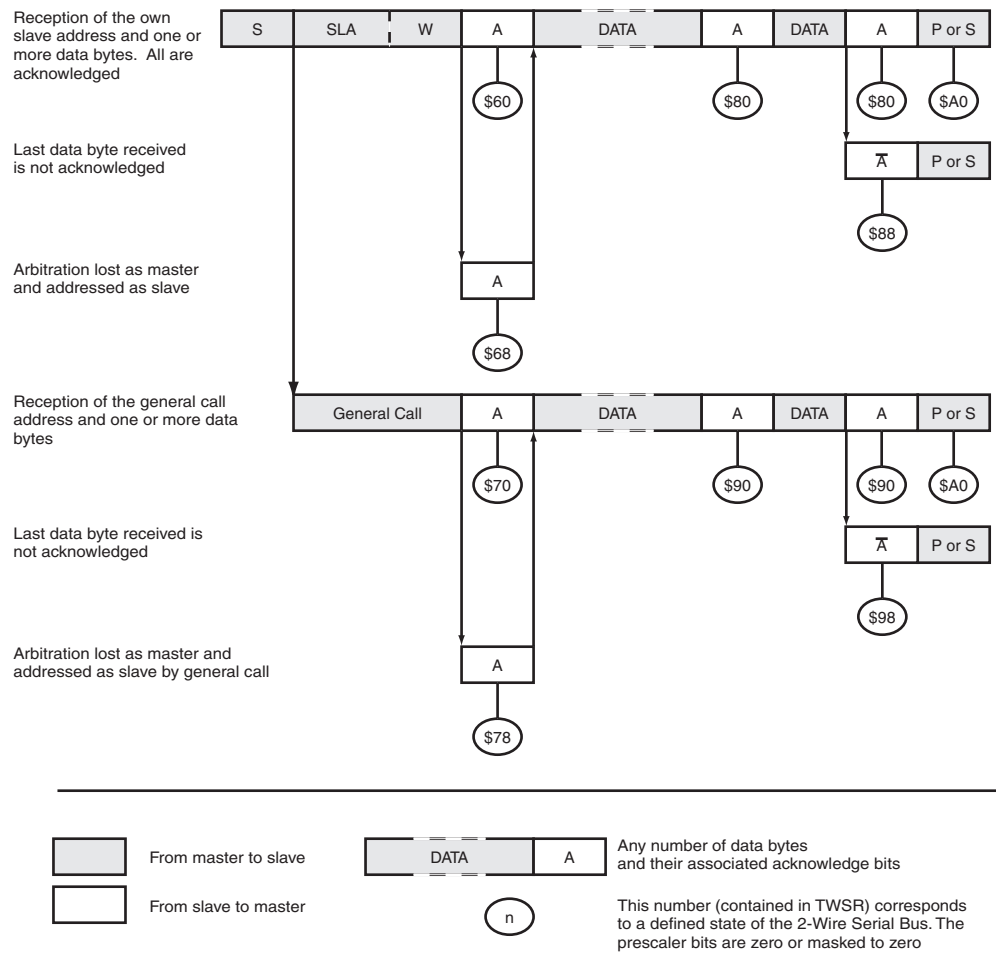 Reception of the own
slave address and one or
more data bytes. All are
acknowledged
S SLA W A DATA A DATA A P or S
$60 $80 $80 $A0
Last data byte received
is not acknowledged
A̅ P or S
$88
Arbitration lost as master
and addressed as slave
A
$68
Reception of the general call
address and one or more data
bytes
General Call A DATA A DATA A P or S
$70 $90 $90 $A0
Last data byte received is
not acknowledged
A̅ P or S
$98
Arbitration lost as master and
addressed as slave by general call
A
$78
From master to slave
DATA A
Any number of data bytes
and their associated acknowledge bits
From slave to master
n
This number (contained in TWSR) corresponds
to a defined state of the 2-Wire Serial Bus. The
prescaler bits are zero or masked to zero